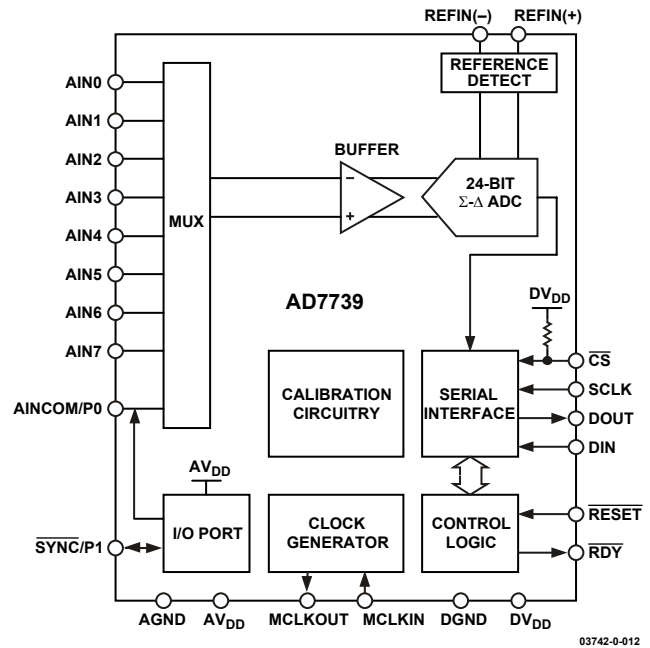 REFIN(–) REFIN(+)
REFERENCE
DETECT
AIN0
AIN1
AIN2
AIN3
AIN4
AIN5
AIN6
AIN7
AINCOM/P0
SYNC/P1
MUX
BUFFER
–
+
24-BIT
Σ-Δ ADC
AD7739
DVDD
CS
SCLK
DOUT
DIN
CALIBRATION
CIRCUITRY
SERIAL
INTERFACE
AVDD
I/O PORT
CLOCK
GENERATOR
CONTROL
LOGIC
RESET
RDY
AGND AVDD MCLKOUT MCLKIN DGND DVDD
03742-0-012